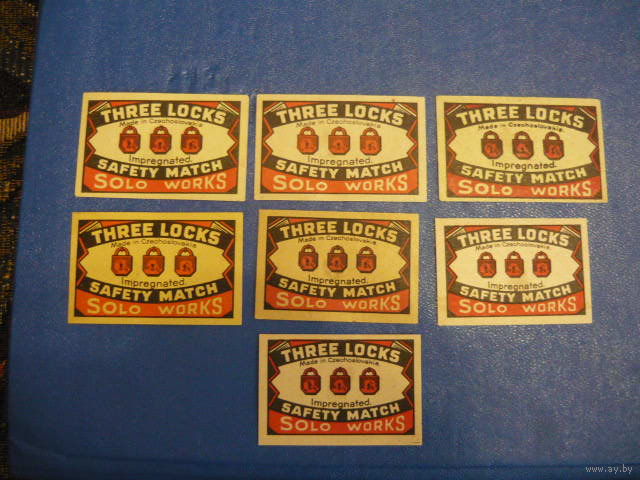 THREE LOCKS
Made in Czechoslovakia
Impregnated.
SAFETY MATCH
SOLO WORKS
THREE LOCKS
Made in Czechoslovakia
Impregnated.
SAFETY MATCH
SOLO WORKS
THREE LOCKS
Made in Czechoslovakia.
Impregnated.
SAFETY MATCH
SOLO WORKS
THREE LOCKS
Made in Czechoslovakia
Impregnated.
SAFETY MATCH
SOLO WORKS
THREE LOCKS
Made in Czechoslovakia
Impregnated.
SAFETY MATCH
SOLO WORKS
THREE LOCKS
Made in Czechoslovakia
Impregnated.
SAFETY MATCH
SOLO WORKS
THREE LOCKS
Made in Czechoslovakia
Impregnated.
SAFETY MATCH
SOLO WORKS
www.ay.by